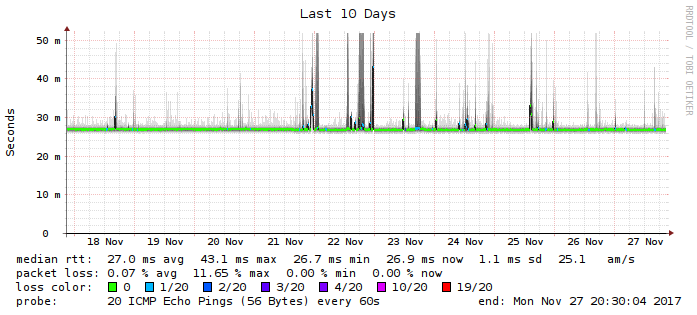 Last 10 Days
RRDTOOL / TOBI OETIKER
Seconds
50 m
40 m
30 m
20 m
10 m
0
18 Nov 19 Nov 20 Nov 21 Nov 22 Nov 23 Nov 24 Nov 25 Nov 26 Nov 27 Nov
median rtt: 27.0 ms avg 43.1 ms max 26.7 ms min 26.9 ms now 1.1 ms sd 25.1 am/s
packet loss: 0.07 % avg 11.65 % max 0.00 % min 0.00 % now
loss color: 0 1/20 2/20 3/20 4/20 10/20 19/20
probe: 20 ICMP Echo Pings (56 Bytes) every 60s end: Mon Nov 27 20:30:04 2017